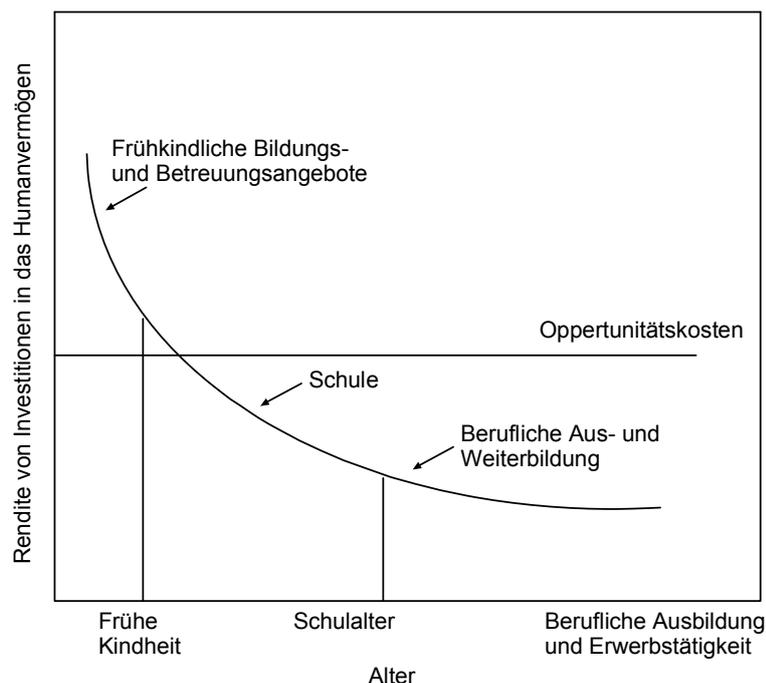 Rendite von Investitionen in das Humanvermögen
Frühkindliche Bildungs-
und Betreuungsangebote
Oppertunitätskosten
Schule
Berufliche Aus- und
Weiterbildung
Frühe
Kindheit
Schulalter
Berufliche Ausbildung
und Erwerbstätigkeit
Alter